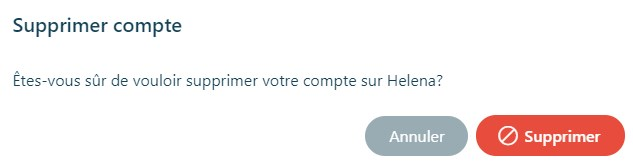 Supprimer compte
Êtes-vous sûr de vouloir supprimer votre compte sur Helena?
Annuler
Supprimer